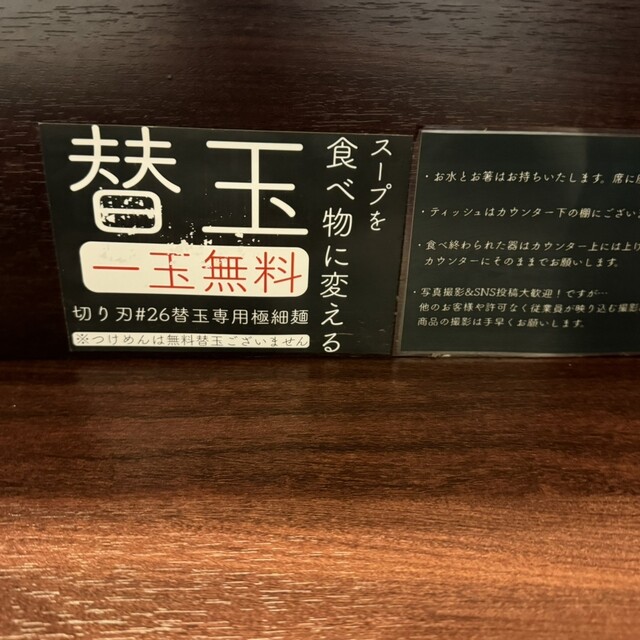 替玉
一玉無料
切り刃#26替玉専用極細麺
※つけめんは無料替玉ございません
スープを
食べ物に変える
・お水とお箸はお持ちいたします。席に
・ティッシュはカウンター下の棚にござい
・食べ終わられた器はカウンター上には上げ
カウンターにそのままでお願いします。
・写真撮影&SNS投稿大歓迎！ですが…
他のお客様や許可なく従業員が映り込む撮影
商品の撮影は手早くお願いします。